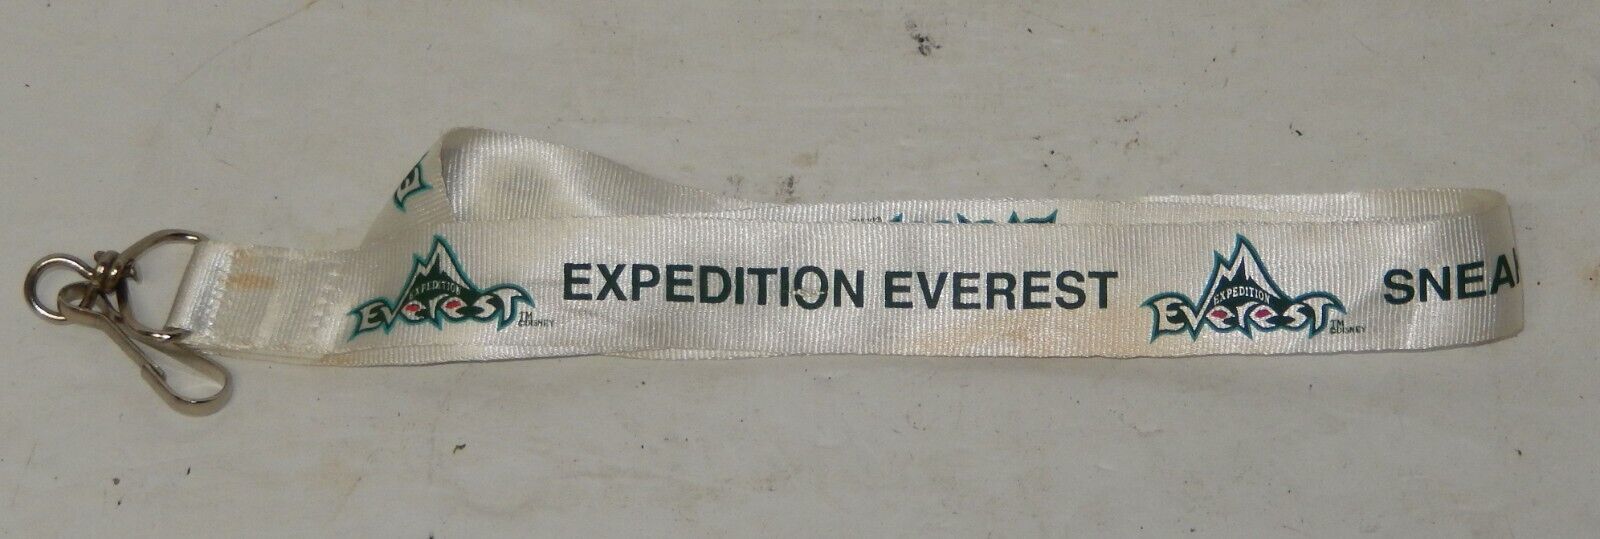 EXPEDITION
EVEREST
TM
©DISNEY
EXPEDITION EVEREST
EXPEDITION
EVEREST
TM
©DISNEY
SNEA
E